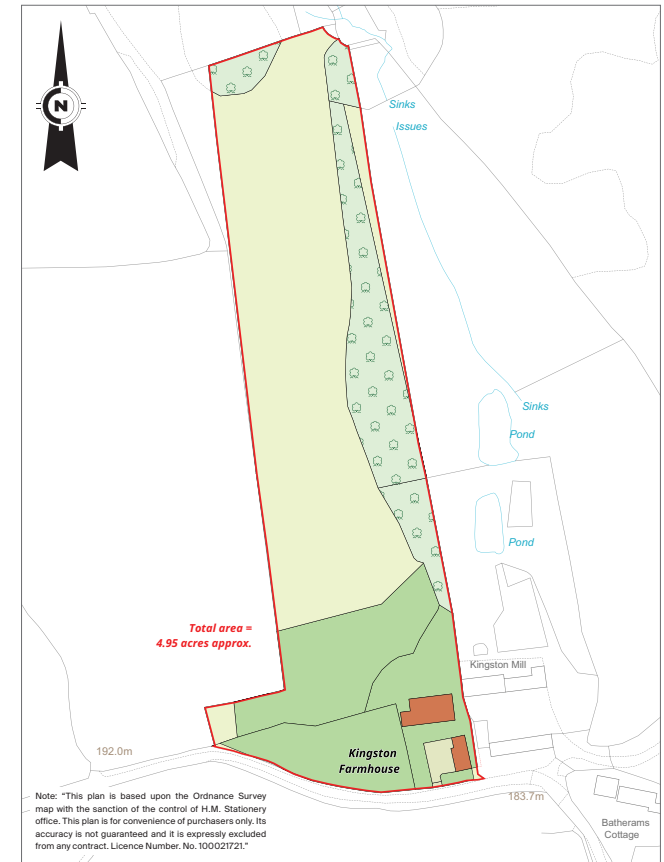 N
Sinks
Issues
Sinks
Pond
Pond
Total area =
4.95 acres approx.
Kingston Mill
192.0m
Kingston
Farmhouse
183.7m
Note: “This plan is based upon the Ordnance Survey
map with the sanction of the control of H.M. Stationery
office. This plan is for convenience of purchasers only. Its
accuracy is not guaranteed and it is expressly excluded
from any contract. Licence Number. No. 100021721.”
Batherams
Cottage